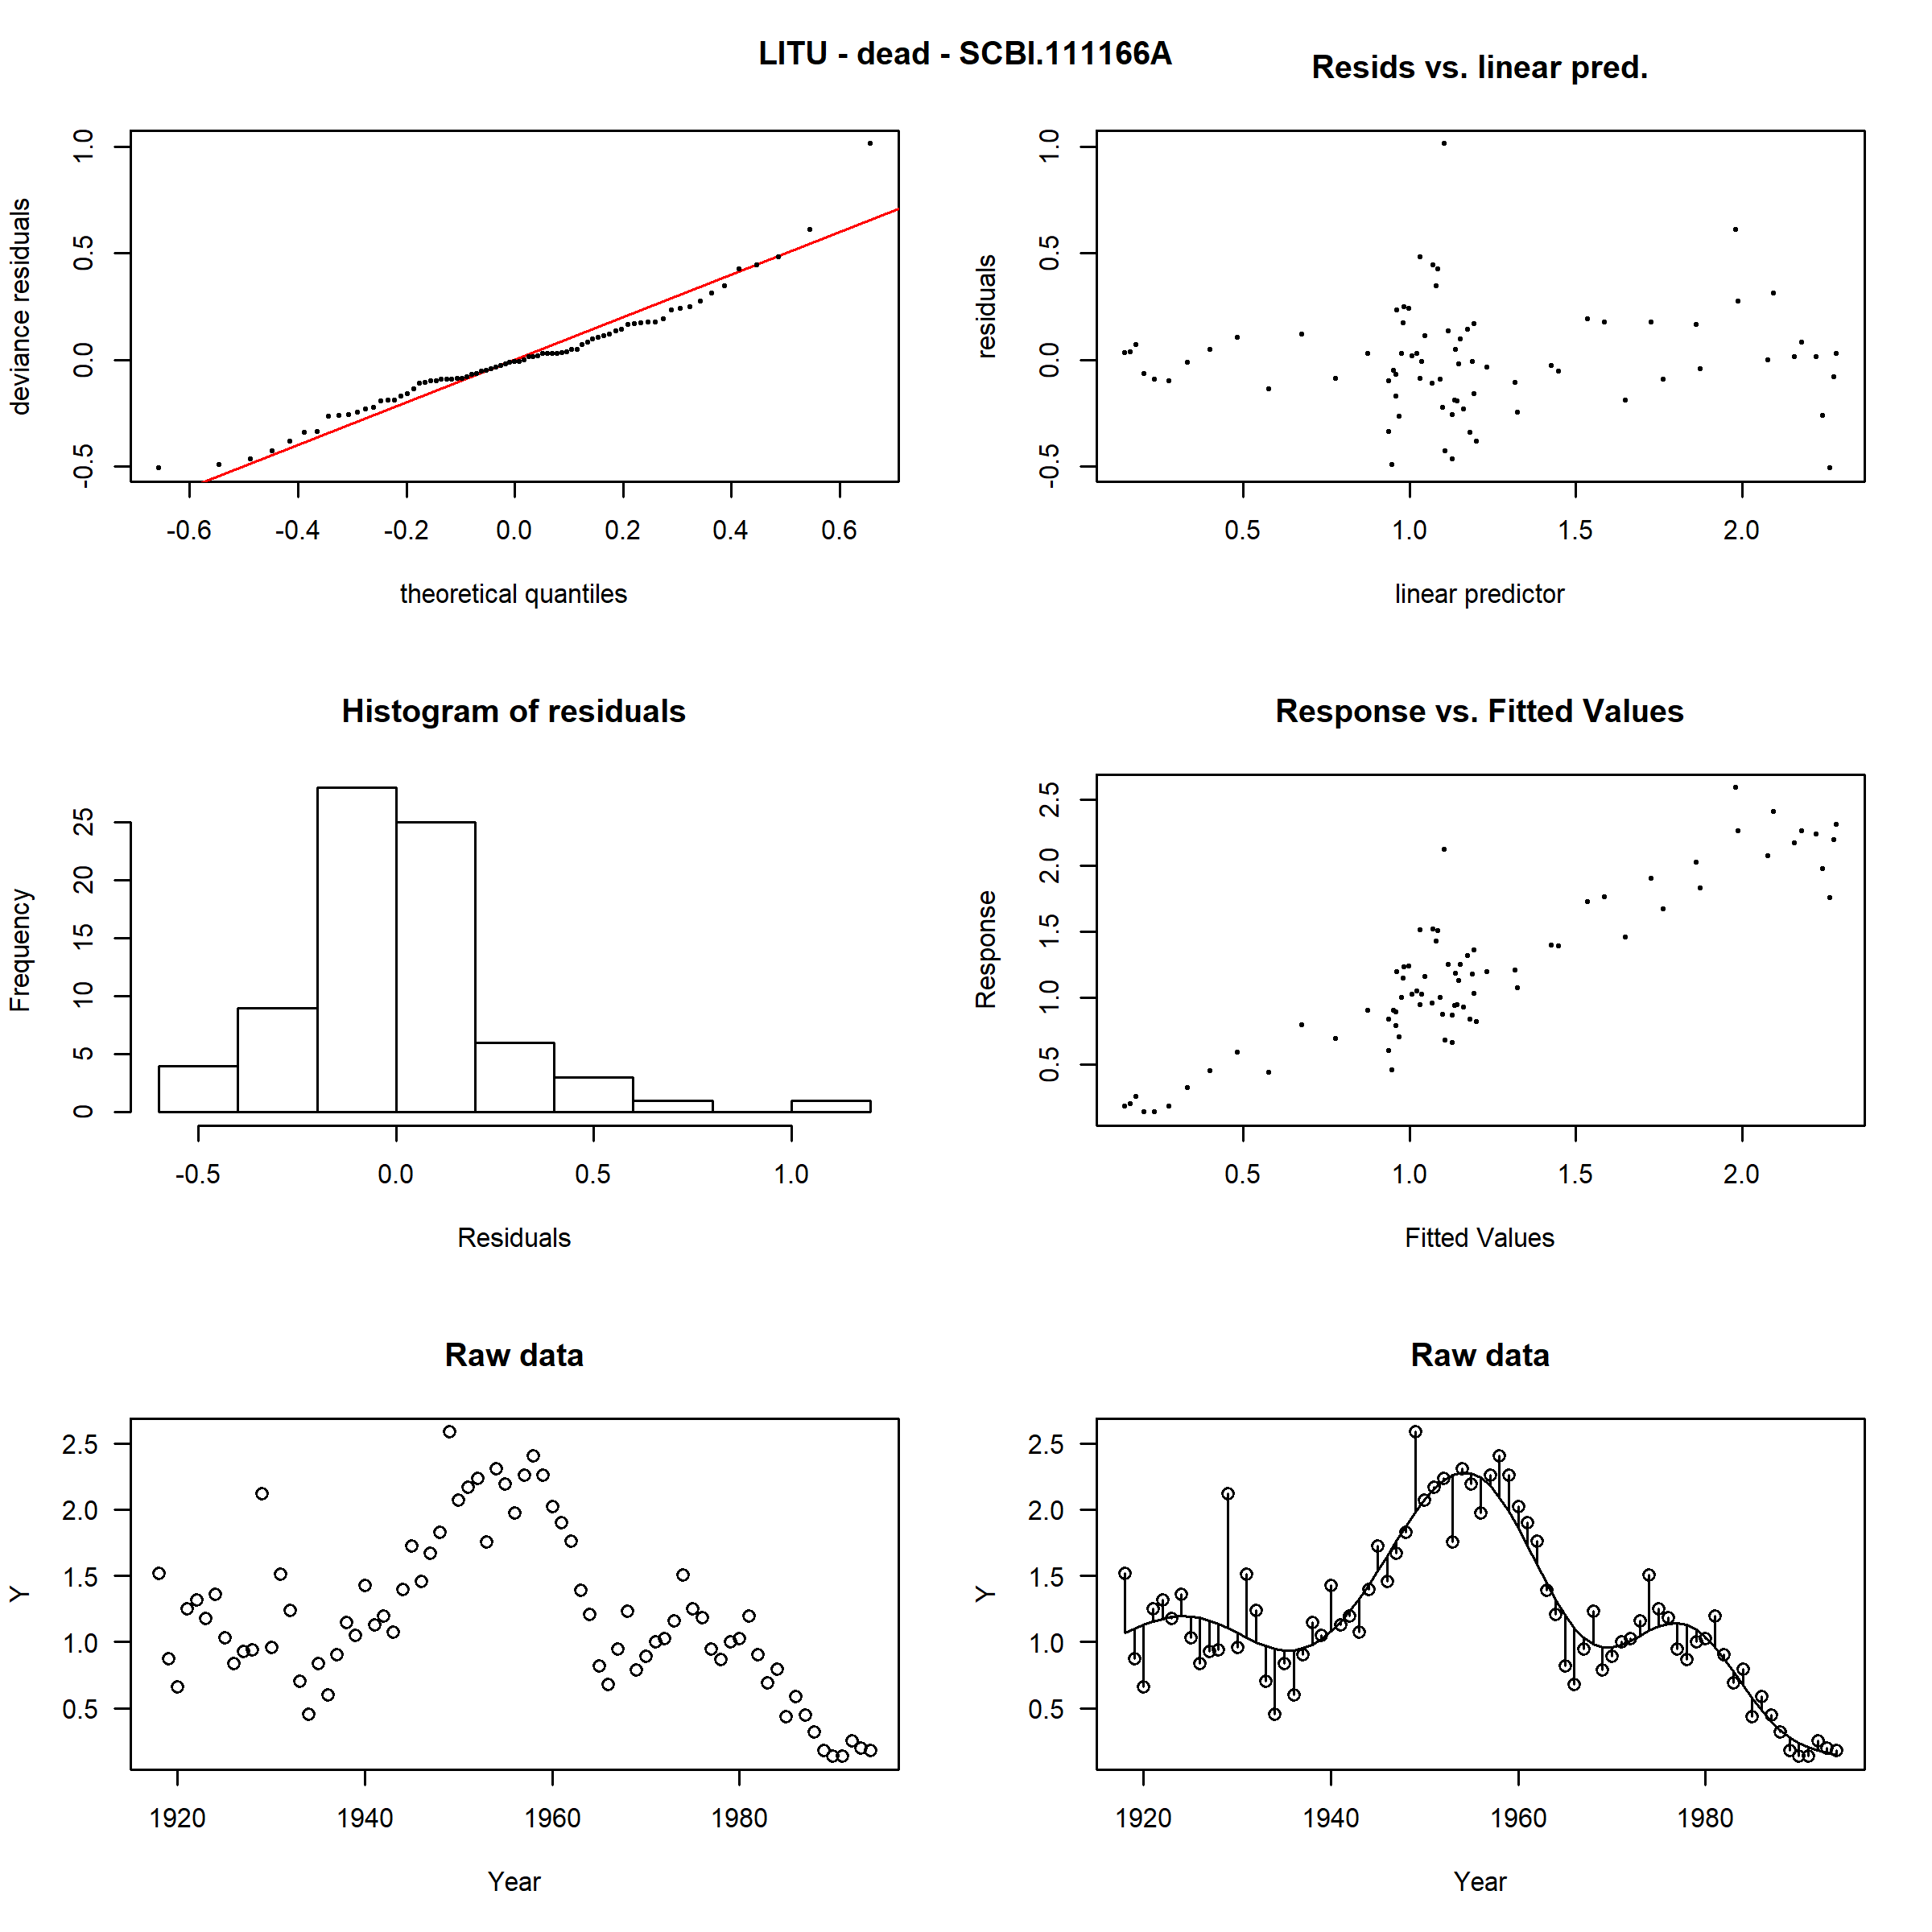 LITU - dead - SCBI.111166A
Resids vs. linear pred.
deviance residuals
-0.5 0.0 0.5 1.0
-0.6 -0.4 -0.2 0.0 0.2 0.4 0.6
theoretical quantiles
residuals
-0.5 0.0 0.5 1.0
0.5 1.0 1.5 2.0
linear predictor
Histogram of residuals
Frequency
0 5 10 15 20 25
-0.5 0.0 0.5 1.0
Residuals
Response vs. Fitted Values
Response
0.5 1.0 1.5 2.0 2.5
0.5 1.0 1.5 2.0
Fitted Values
Raw data
Y
2.5
2.0
1.5
1.0
0.5
1920 1940 1960 1980
Year
Raw data
Y
2.5
2.0
1.5
1.0
0.5
1920 1940 1960 1980
Year